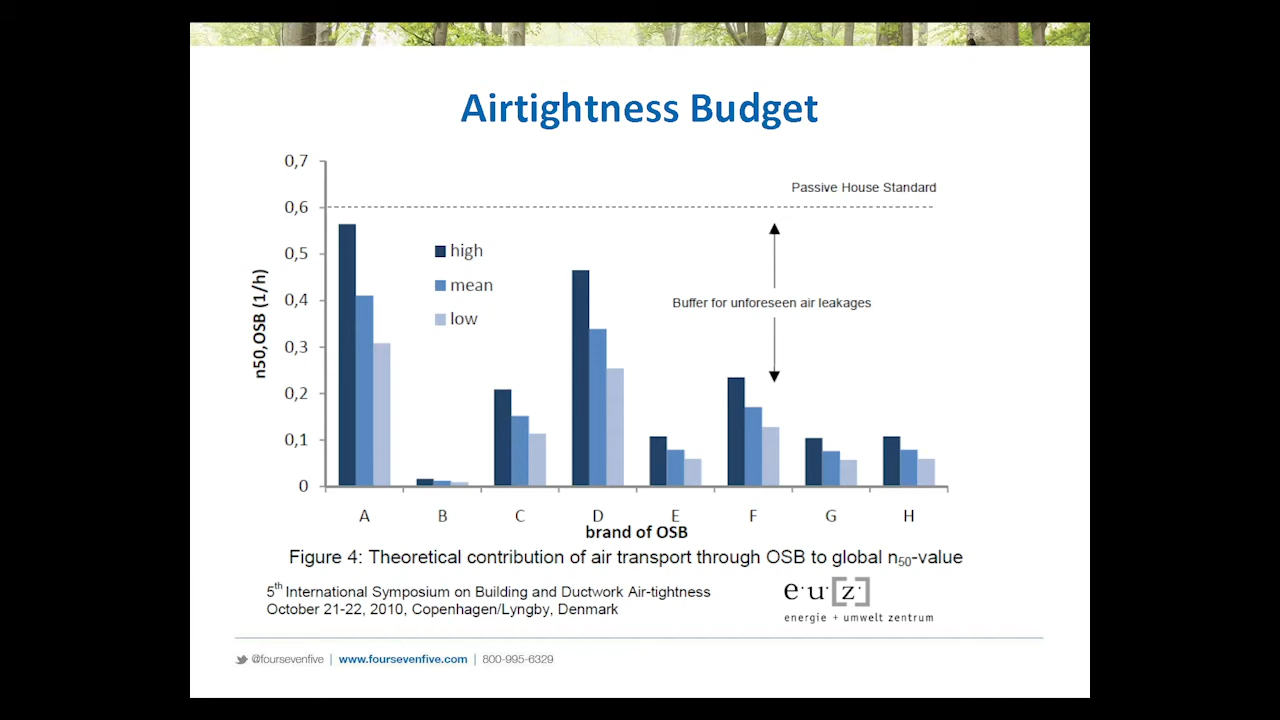 Airtightness Budget
0,7
0,6
0,5
0,4
0,3
0,2
0,1
0
n50,OSB (1/h)
Passive House Standard
high
mean
low
Buffer for unforeseen air leakages
A B C D E F G H
brand of OSB
Figure 4: Theoretical contribution of air transport through OSB to global n50-value
5th International Symposium on Building and Ductwork Air-tightness
October 21-22, 2010, Copenhagen/Lyngby, Denmark
e·u·[z·]
energie + umwelt zentrum
@foursevenfive | www.foursevenfive.com | 800-995-6329